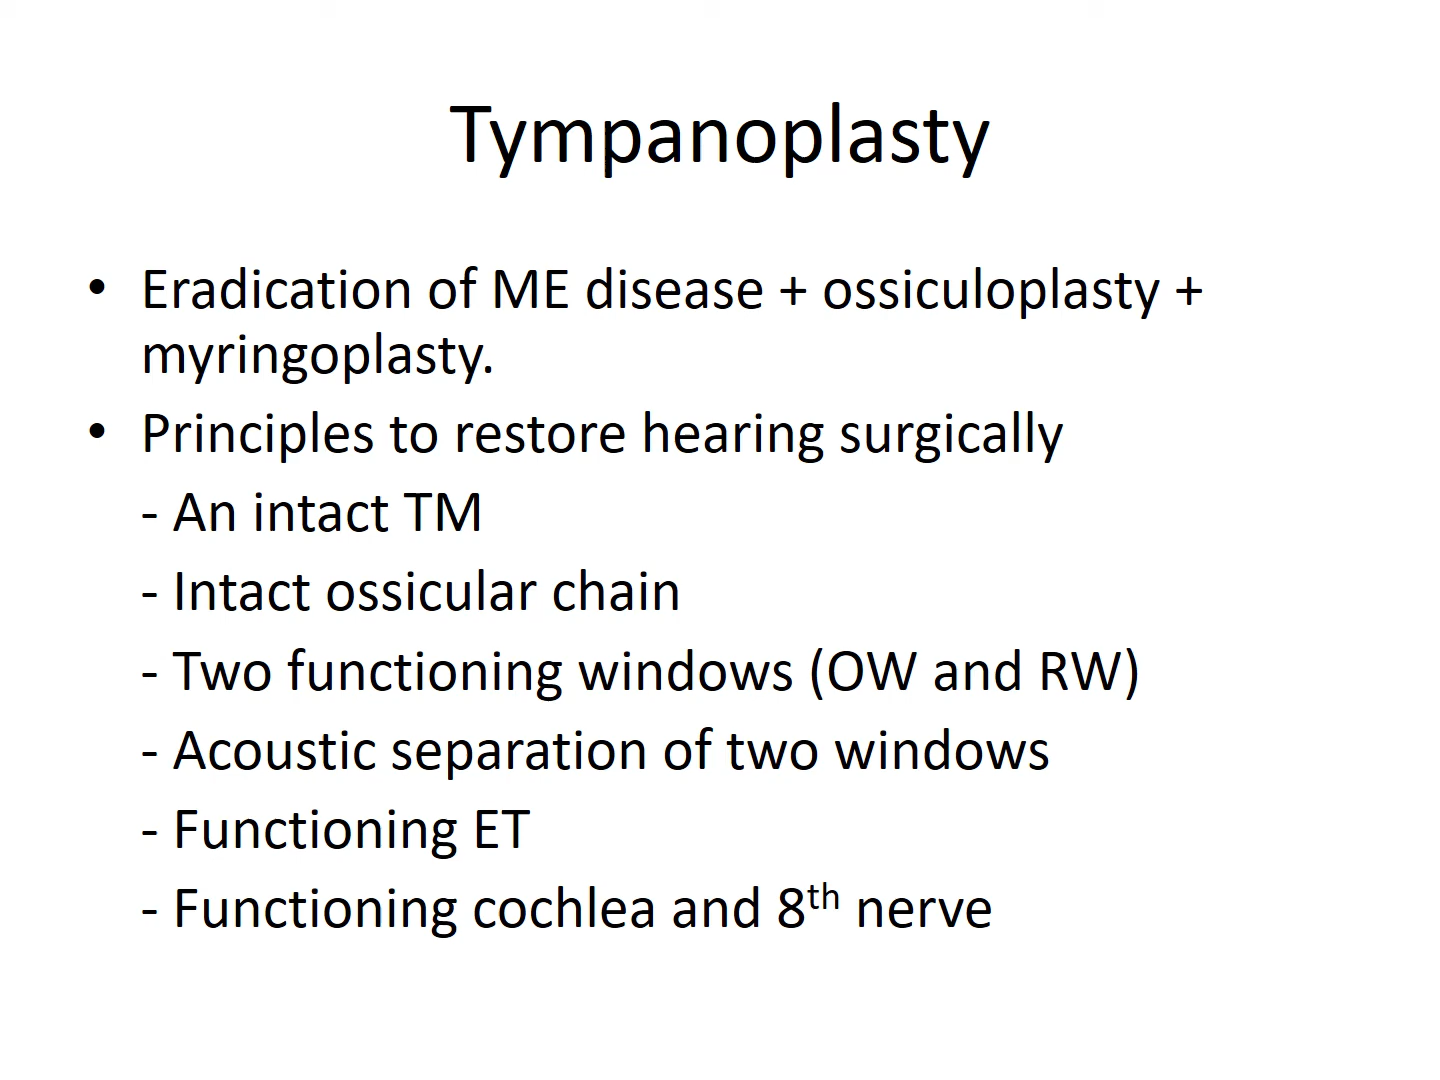 Tympanoplasty
• Eradication of ME disease + ossiculoplasty +
myringoplasty.
• Principles to restore hearing surgically
- An intact TM
- Intact ossicular chain
- Two functioning windows (OW and RW)
- Acoustic separation of two windows
- Functioning ET
- Functioning cochlea and 8th nerve